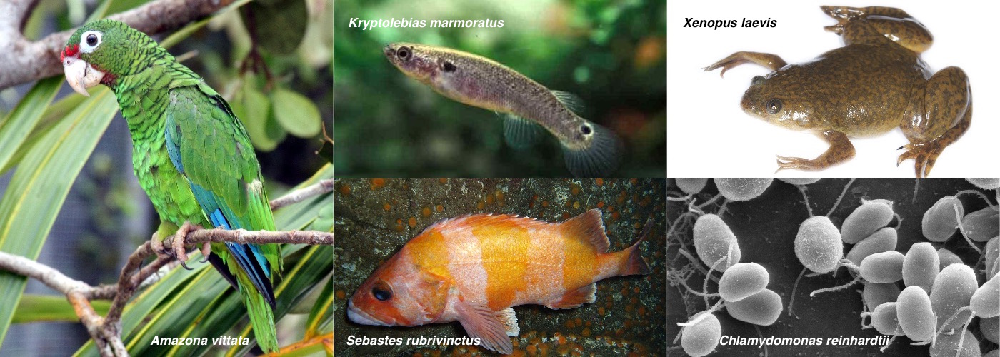 Kryptolebias marmoratus
Xenopus laevis
Amazona vittata
Sebastes rubrivinctus
Chlamydomonas reinhardtii